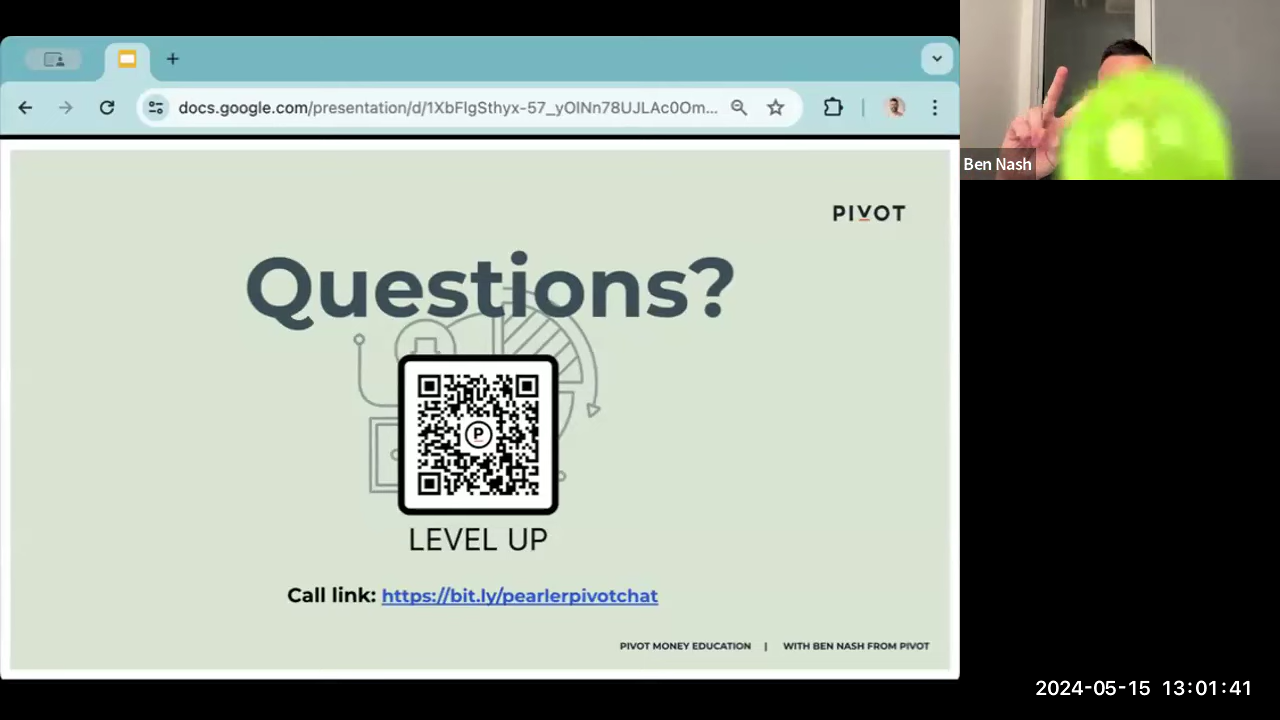 docs.google.com/presentation/d/1XbFIgSthyx-57_yOlNn78UJLAc0Om...
Ben Nash
PIVOT
Questions?
P
LEVEL UP
Call link: https://bit.ly/pearlerpivotchat
PIVOT MONEY EDUCATION | WITH BEN NASH FROM PIVOT
2024-05-15 13:01:41